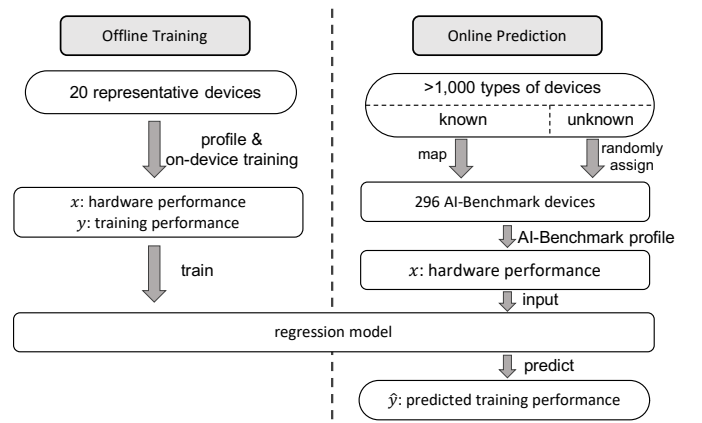 Offline Training
20 representative devices
profile &
on-device training
x: hardware performance
y: training performance
train
Online Prediction
>1,000 types of devices
known
unknown
map
randomly
assign
296 AI-Benchmark devices
AI-Benchmark profile
x: hardware performance
input
regression model
predict
ŷ: predicted training performance